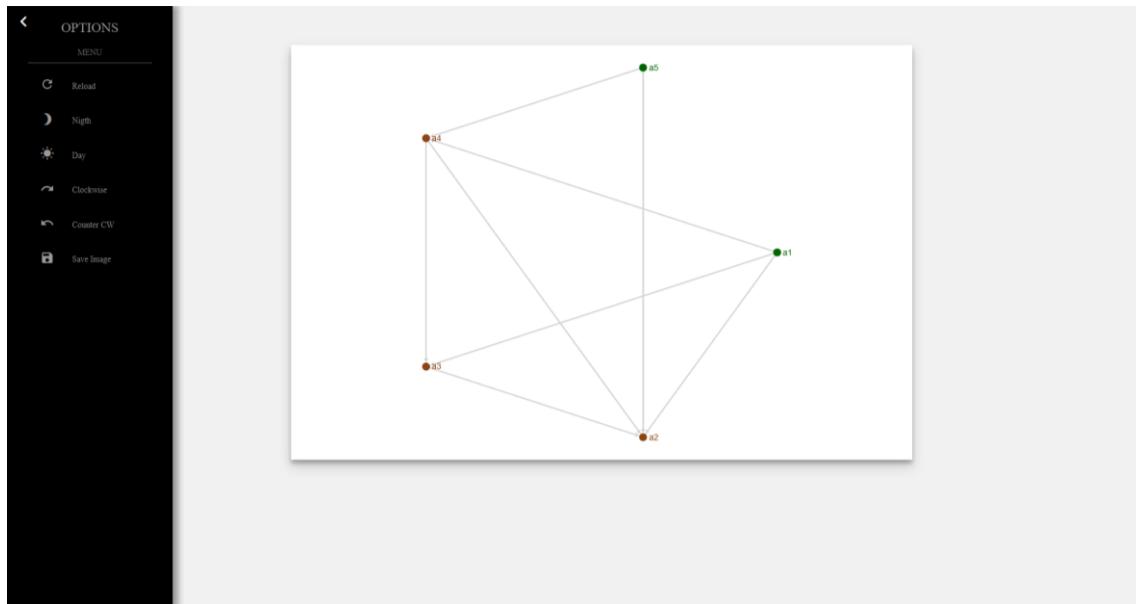 OPTIONS
MENU
Reload
Nigth
Day
Clockwise
Counter CW
Save Image
a5
a4
a1
a3
a2